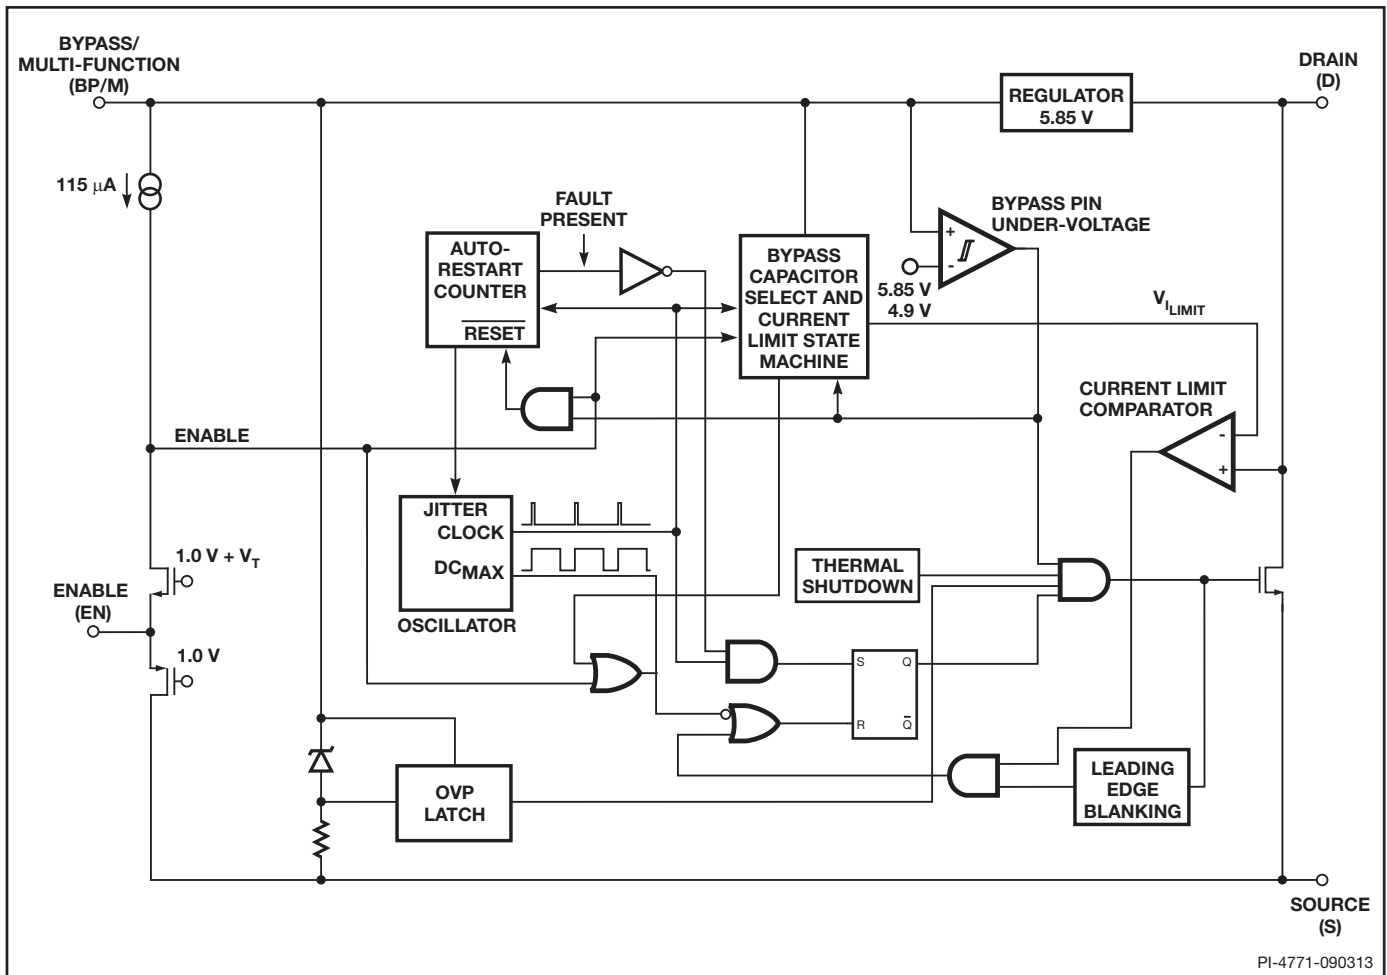 BYPASS/
MULTI-FUNCTION
(BP/M)
DRAIN
(D)
REGULATOR
5.85 V
115 μA
FAULT
PRESENT
BYPASS PIN
UNDER-VOLTAGE
+
-
5.85 V
4.9 V
AUTO-
RESTART
COUNTER
RESET
BYPASS
CAPACITOR
SELECT AND
CURRENT
LIMIT STATE
MACHINE
VILIMIT
CURRENT LIMIT
COMPARATOR
-
+
ENABLE
JITTER
CLOCK
DCMAX
OSCILLATOR
1.0 V + VT
ENABLE
(EN)
1.0 V
THERMAL
SHUTDOWN
S Q
R Q̅
OVP
LATCH
LEADING
EDGE
BLANKING
SOURCE
(S)
PI-4771-090313